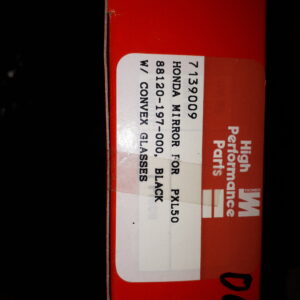 7139009
HONDA MIRROR FOR PXL50
88120-197-000, BLACK
W/ CONVEX GLASSES
High
Performance
Parts